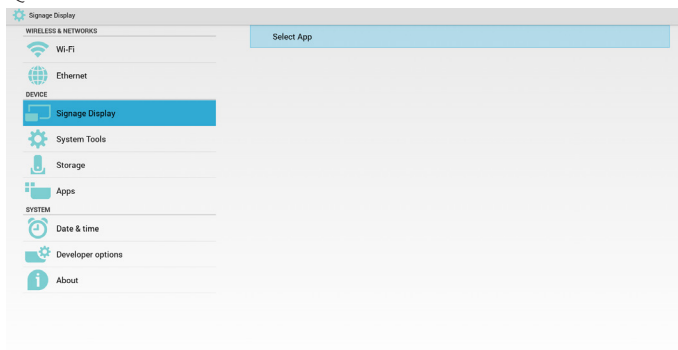 Signage Display
WIRELESS & NETWORKS
Wi-Fi
Ethernet
DEVICE
Signage Display
System Tools
Storage
Apps
SYSTEM
Date & time
Developer options
About
Select App